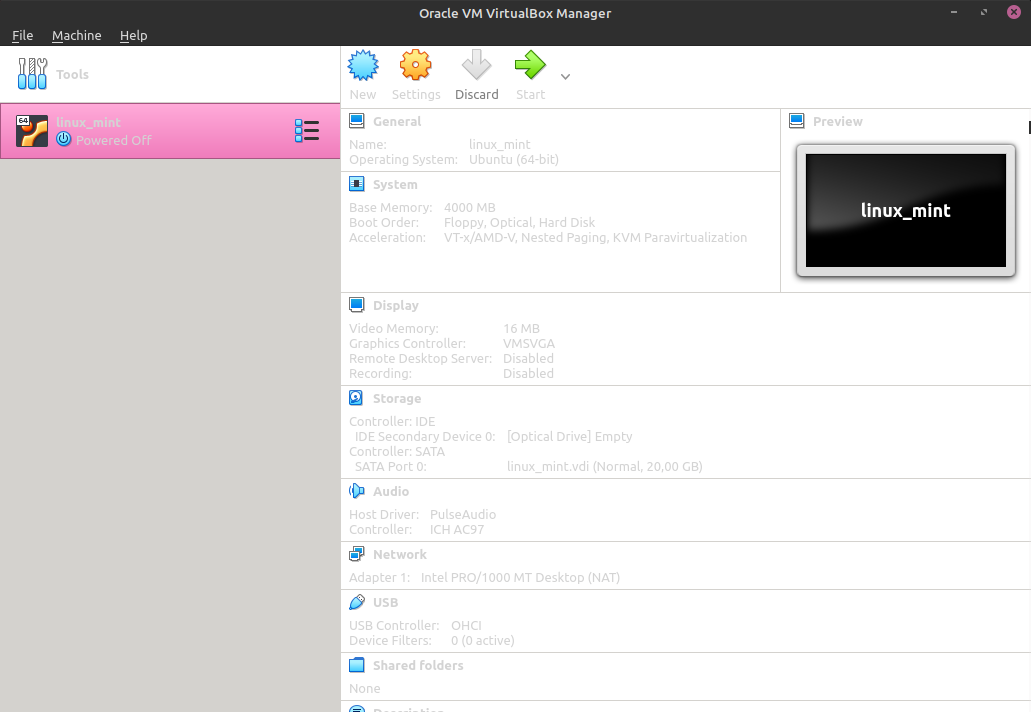 Oracle VM VirtualBox Manager
File Machine Help
Tools
New Settings Discard Start
64
linux_mint
Powered Off
General
Name: linux_mint
Operating System: Ubuntu (64-bit)
System
Base Memory: 4000 MB
Boot Order: Floppy, Optical, Hard Disk
Acceleration: VT-x/AMD-V, Nested Paging, KVM Paravirtualization
Preview
linux_mint
Display
Video Memory: 16 MB
Graphics Controller: VMSVGA
Remote Desktop Server: Disabled
Recording: Disabled
Storage
Controller: IDE
IDE Secondary Device 0: [Optical Drive] Empty
Controller: SATA
SATA Port 0: linux_mint.vdi (Normal, 20,00 GB)
Audio
Host Driver: PulseAudio
Controller: ICH AC97
Network
Adapter 1: Intel PRO/1000 MT Desktop (NAT)
USB
USB Controller: OHCI
Device Filters: 0 (0 active)
Shared folders
None
Description